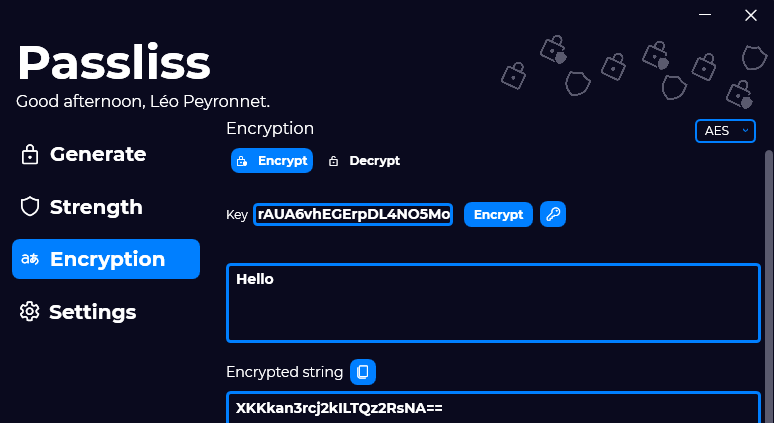 Passliss
Good afternoon, Léo Peyronnet.
Generate
Strength
Encryption
Settings
Encryption
AES
Encrypt Decrypt
Key rAUA6vhEGErpDL4NO5Mo Encrypt
Hello
Encrypted string
XKKkan3rcj2kILTQz2RsNA==